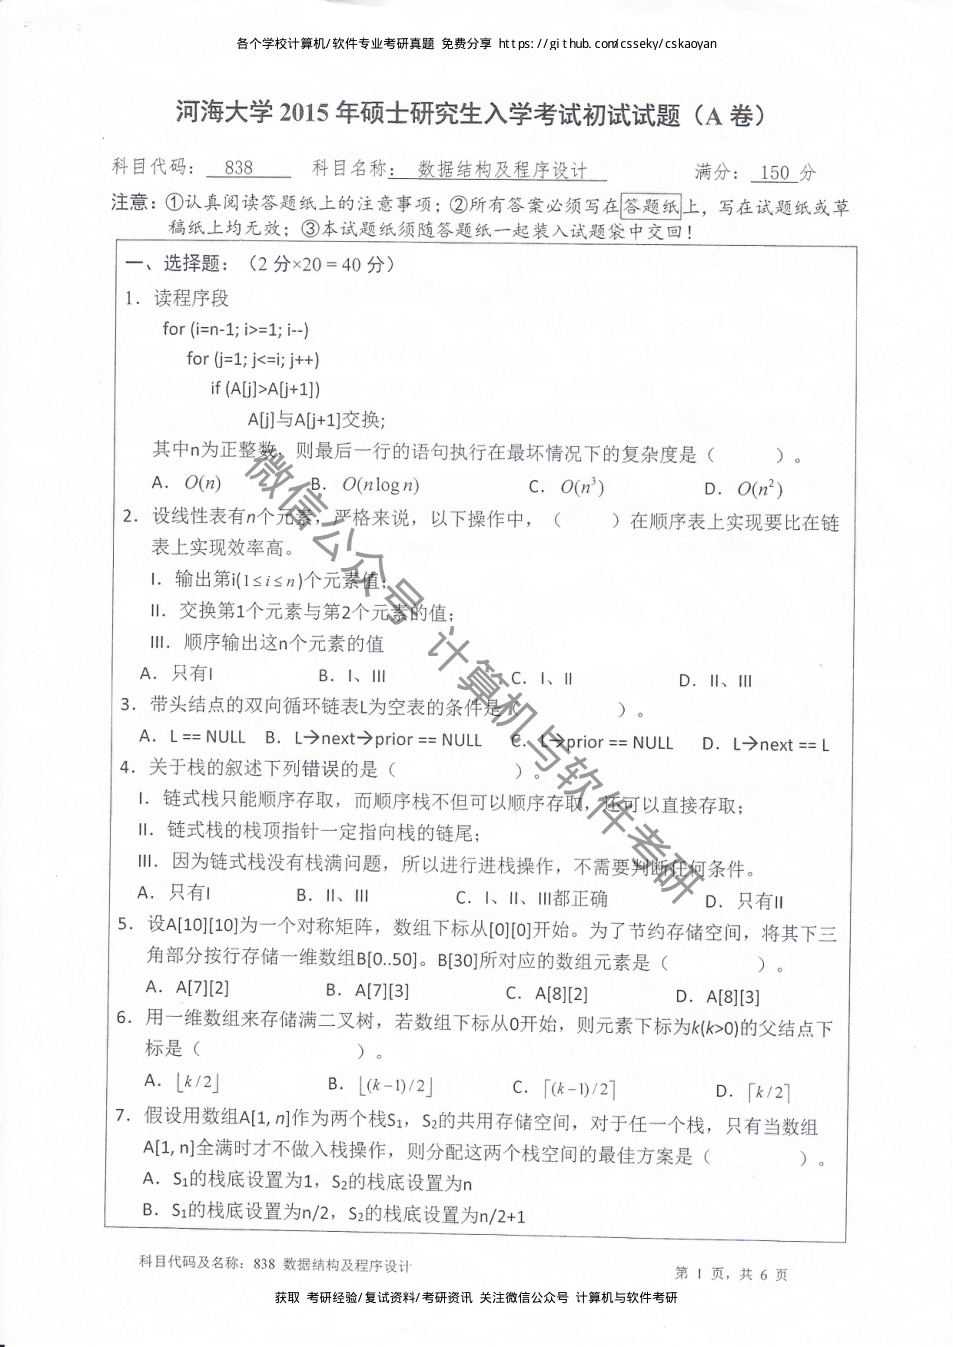 各个学校计算机/软件专业考研真题 免费分享 https://github.com/csseky/cskaoyan
河海大学 2015 年硕士研究生入学考试初试试题（A 卷）
科目代码： 838 科目名称： 数据结构及程序设计 满分： 150 分
注意：①认真阅读答题纸上的注意事项；②所有答案必须写在答题纸上，写在试题纸或草
稿纸上均无效；③本试题纸须随答题纸一起装入试题袋中交回！
一、选择题：（2 分×20 = 40 分）
1．读程序段
for (i=n-1; i>=1; i--)
for (j=1; j<=i; j++)
if (A[j]>A[j+1])
A[j]与A[j+1]交换;
其中n为正整数，则最后一行的语句执行在最坏情况下的复杂度是（ ）。
A．O(n) B．O(n log n) C．O(n³) D．O(n²)
2．设线性表有n个元素，严格来说，以下操作中，（ ）在顺序表上实现要比在链
表上实现效率高。
I．输出第i(1≤i≤n)个元素值；
II．交换第1个元素与第2个元素的值；
III．顺序输出这n个元素的值
A．只有I B．I、III C．I、II D．II、III
3．带头结点的双向循环链表L为空表的条件是（ ）。
A．L == NULL B．L→next→prior == NULL C．L→prior == NULL D．L→next == L
4．关于栈的叙述下列错误的是（ ）。
I．链式栈只能顺序存取，而顺序栈不但可以顺序存取，还可以直接存取；
II．链式栈的栈顶指针一定指向栈的链尾；
III．因为链式栈没有栈满问题，所以进行进栈操作，不需要判断任何条件。
A．只有I B．II、III C．I、II、III都正确 D．只有II
5．设A[10][10]为一个对称矩阵，数组下标从[0][0]开始。为了节约存储空间，将其下三
角部分按行存储一维数组B[0..50]。B[30]所对应的数组元素是（ ）。
A．A[7][2] B．A[7][3] C．A[8][2] D．A[8][3]
6．用一维数组来存储满二叉树，若数组下标从0开始，则元素下标为k(k>0)的父结点下
标是（ ）。
A．⌊k/2⌋ B．⌊(k−1)/2⌋ C．⌈(k−1)/2⌉ D．⌈k/2⌉
7．假设用数组A[1, n]作为两个栈S₁，S₂的共用存储空间，对于任一个栈，只有当数组
A[1, n]全满时才不做入栈操作，则分配这两个栈空间的最佳方案是（ ）。
A．S₁的栈底设置为1，S₂的栈底设置为n
B．S₁的栈底设置为n/2，S₂的栈底设置为n/2+1
微信公众号 计算机与软件考研
科目代码及名称：838 数据结构及程序设计
第 1 页，共 6 页
获取 考研经验/复试资料/考研资讯 关注微信公众号 计算机与软件考研